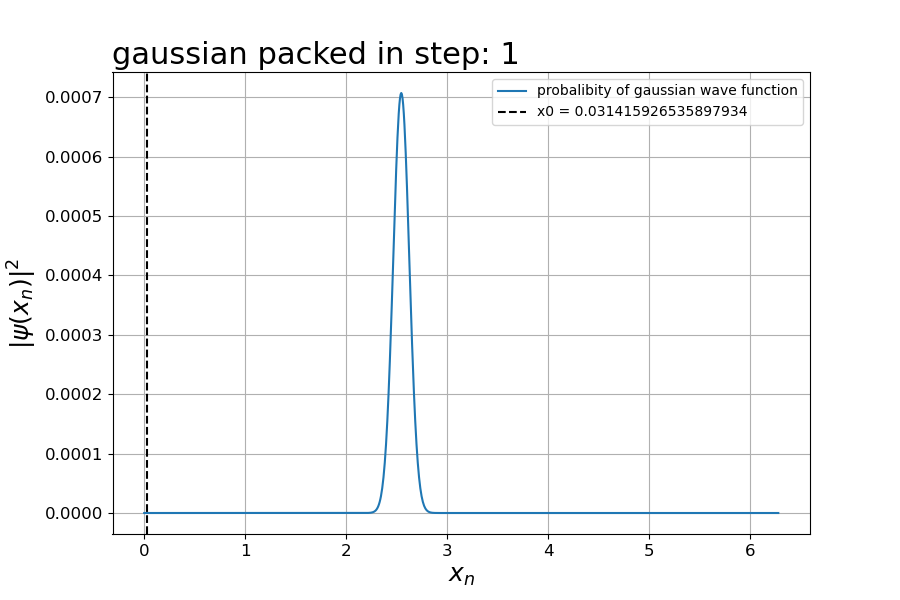 gaussian packed in step: 1
probalibity of gaussian wave function
x0 = 0.031415926535897934
|ψ(xₙ)|²
0.0007
0.0006
0.0005
0.0004
0.0003
0.0002
0.0001
0.0000
0 1 2 3 4 5 6
xₙ